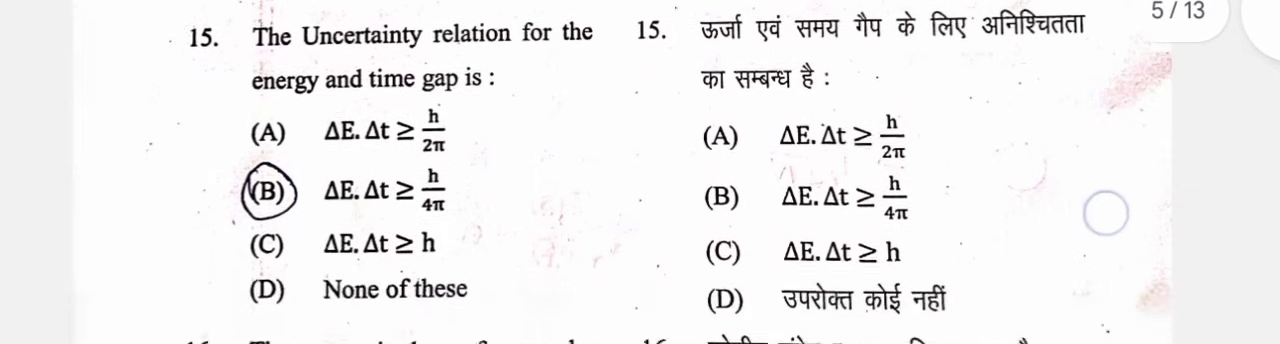 5 / 13
15. The Uncertainty relation for the
energy and time gap is :
(A) ΔE. Δt ≥ h/2π
(B) ΔE. Δt ≥ h/4π
(C) ΔE. Δt ≥ h
(D) None of these
15. ऊर्जा एवं समय गैप के लिए अनिश्चितता
का सम्बन्ध है :
(A) ΔE. Δt ≥ h/2π
(B) ΔE. Δt ≥ h/4π
(C) ΔE. Δt ≥ h
(D) उपरोक्त कोई नहीं